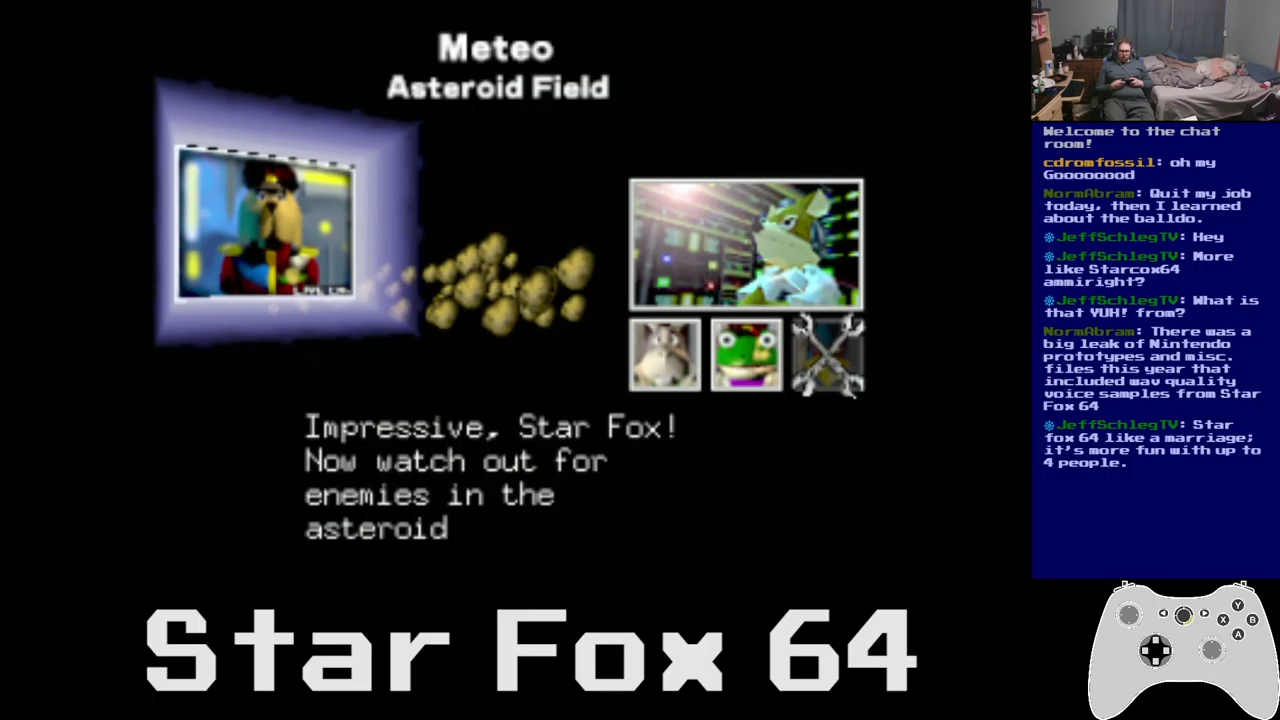 Meteo
Asteroid Field
Impressive, Star Fox!
Now watch out for
enemies in the
asteroid
Star Fox 64
Welcome to the chat
room!
cdromfossil: oh my
Goooooood
NormAbram: Quit my job
today, then I learned
about the balldo.
JeffSchlegTV: Hey
JeffSchlegTV: More
like Starcox64
ammiright?
JeffSchlegTV: What is
that YUH! from?
NormAbram: There was a
big leak of Nintendo
prototypes and misc.
files this year that
included wav quality
voice samples from Star
Fox 64
JeffSchlegTV: Star
fox 64 like a marriage;
it's more fun with up to
4 people.
Y
X
B
A